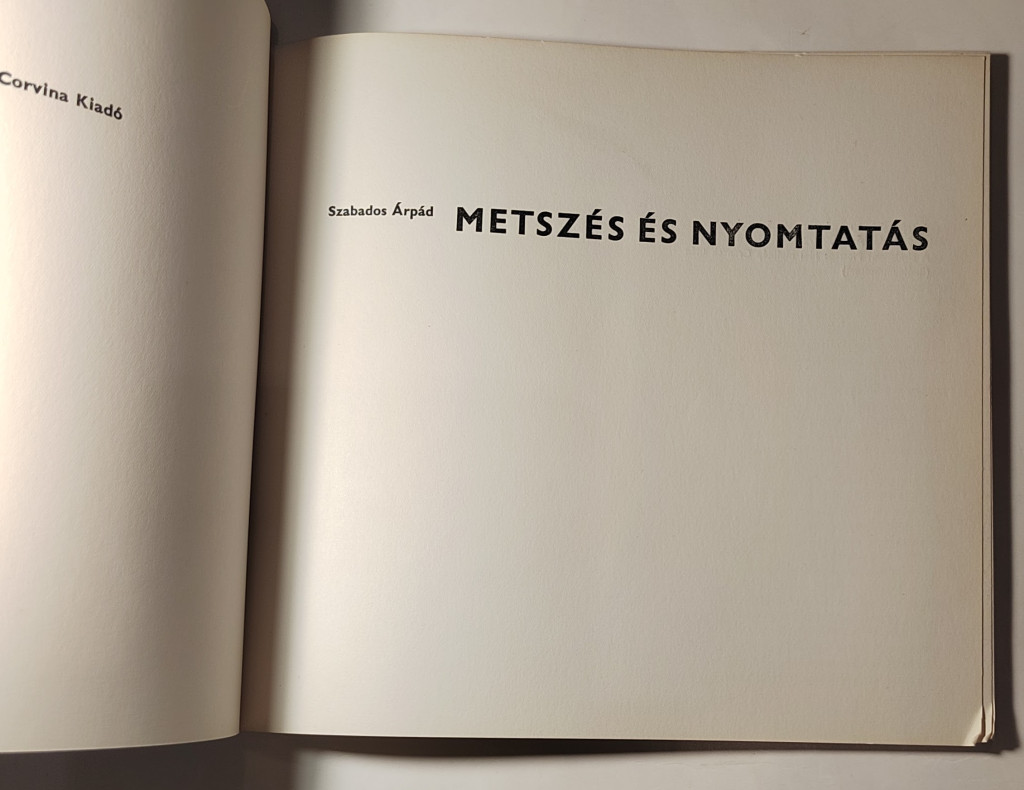 Corvina Kiadó
Szabados Árpád METSZÉS ÉS NYOMTATÁS